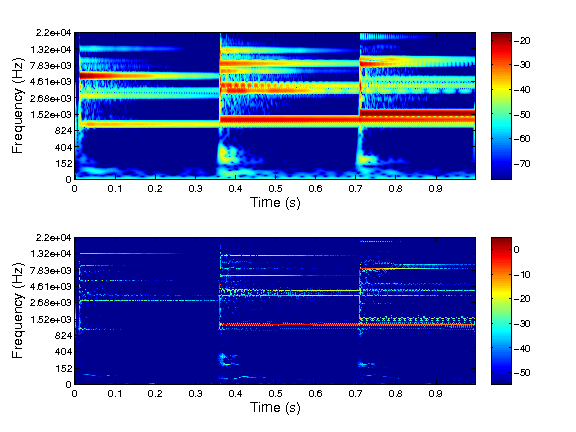 2.2e+04
1.32e+04
7.83e+03
4.61e+03
2.68e+03
1.52e+03
824
404
152
0
Frequency (Hz)
0 0.1 0.2 0.3 0.4 0.5 0.6 0.7 0.8 0.9
Time (s)
-20
-30
-40
-50
-60
-70
2.2e+04
1.32e+04
7.83e+03
4.61e+03
2.68e+03
1.52e+03
824
404
152
0
Frequency (Hz)
0 0.1 0.2 0.3 0.4 0.5 0.6 0.7 0.8 0.9
Time (s)
0
-10
-20
-30
-40
-50